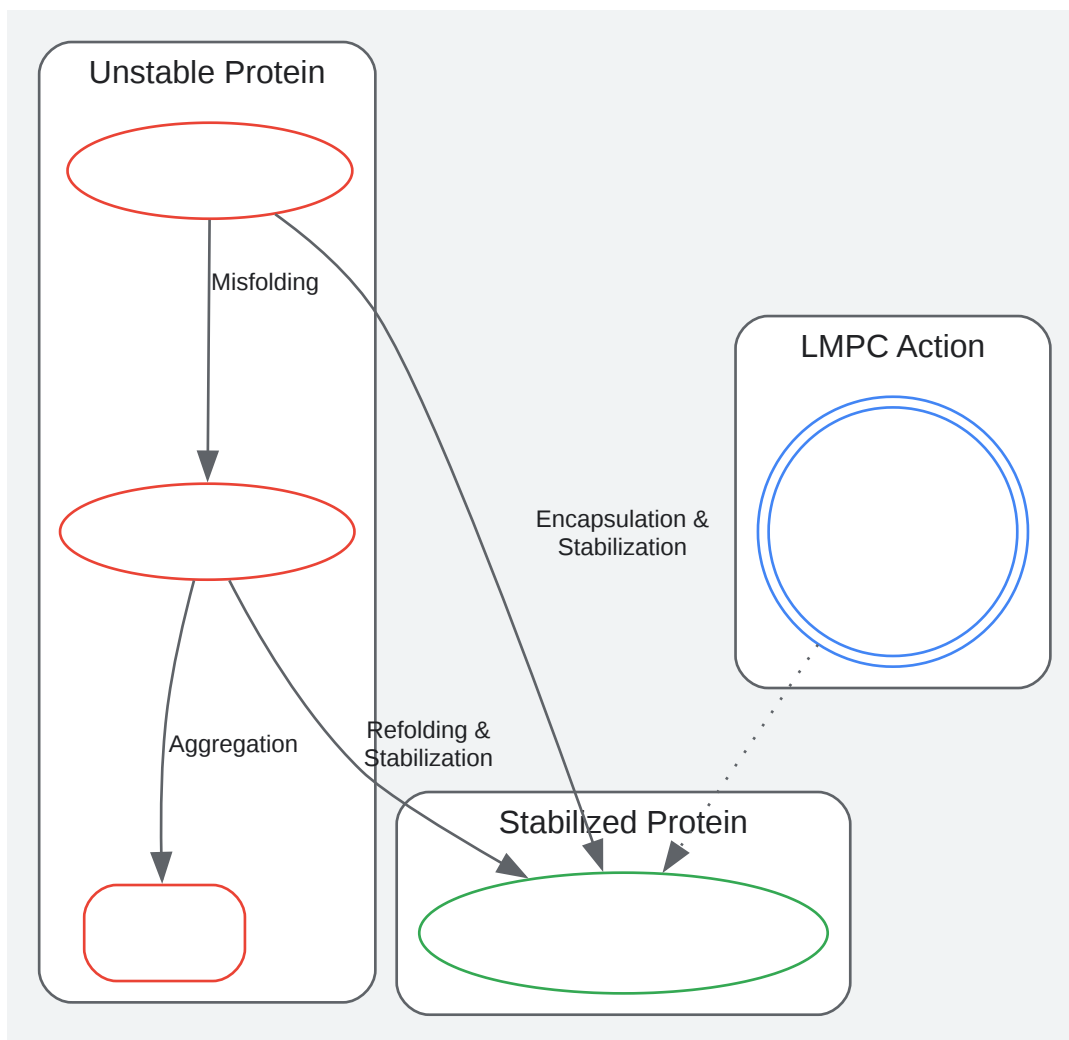 Unstable Protein
Misfolding
LMPC Action
Encapsulation &
Stabilization
Refolding &
Stabilization
Aggregation
Stabilized Protein